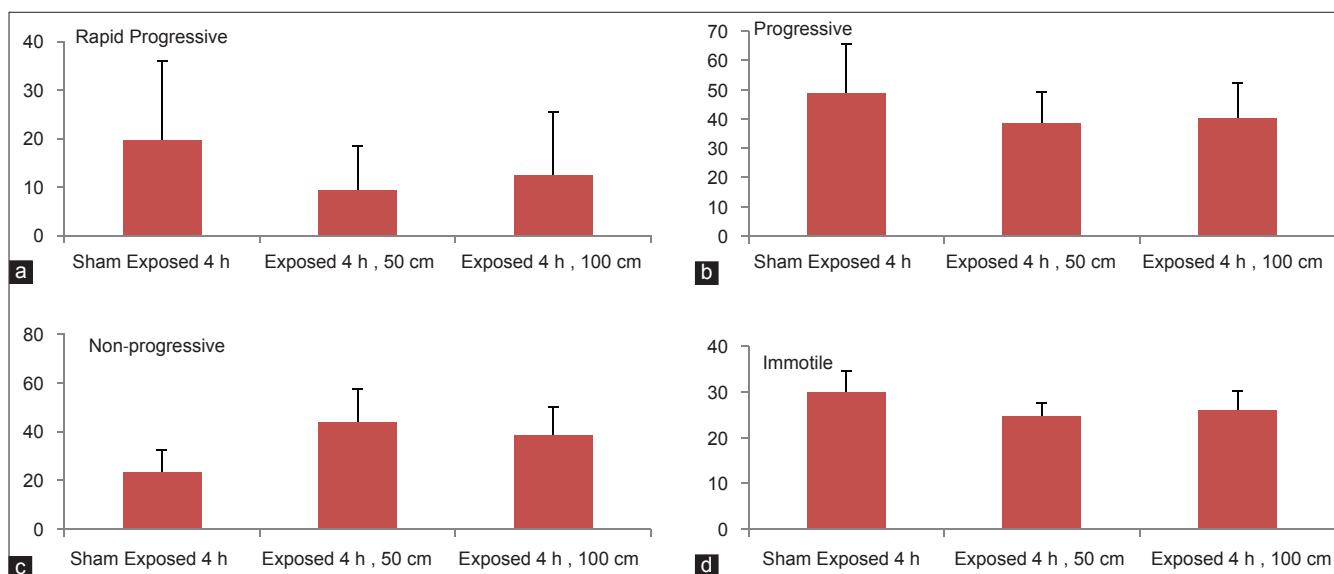 Rapid Progressive
40
30
20
10
0
Sham Exposed 4 h Exposed 4 h , 50 cm Exposed 4 h , 100 cm
a
Progressive
70
60
50
40
30
20
10
0
Sham Exposed 4 h Exposed 4 h , 50 cm Exposed 4 h , 100 cm
b
Non-progressive
80
60
40
20
0
Sham Exposed 4 h Exposed 4 h , 50 cm Exposed 4 h , 100 cm
c
Immotile
40
30
20
10
0
Sham Exposed 4 h Exposed 4 h , 50 cm Exposed 4 h , 100 cm
d